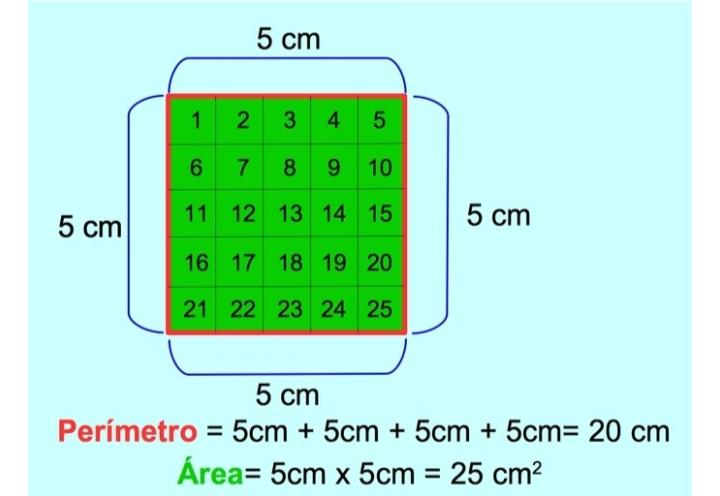 5 cm
1 2 3 4 5
6 7 8 9 10
5 cm
11 12 13 14 15
5 cm
16 17 18 19 20
21 22 23 24 25
5 cm
Perímetro = 5cm + 5cm + 5cm + 5cm= 20 cm
Área= 5cm x 5cm = 25 cm²